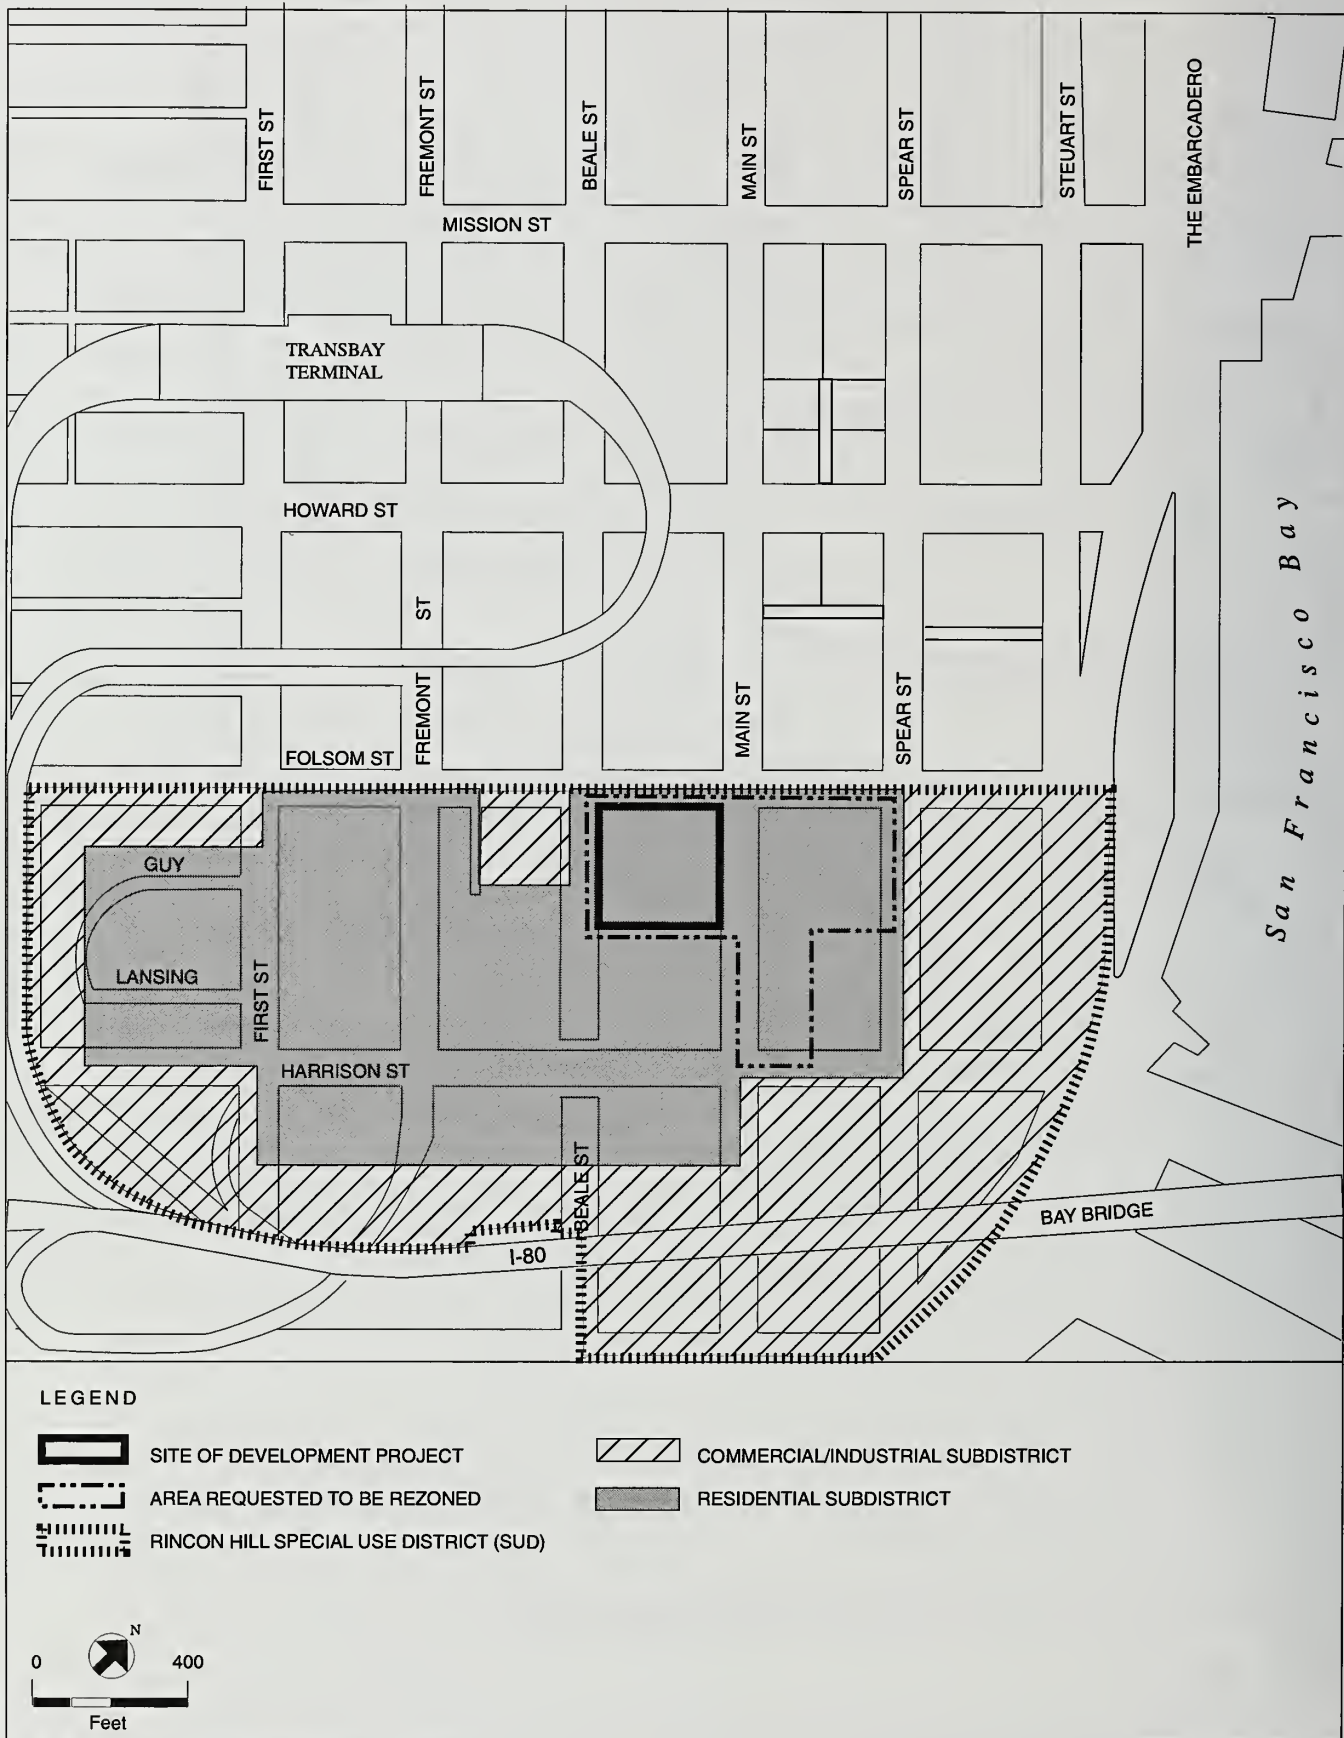 FIRST ST
FREMONT ST
BEALE ST
MAIN ST
SPEAR ST
STEUART ST
THE EMBARCADERO
MISSION ST
TRANSBAY
TERMINAL
HOWARD ST
San Francisco Bay
FREMONT ST
MAIN ST
SPEAR ST
FOLSOM ST
GUY
LANSING
FIRST ST
HARRISON ST
BEALE ST
BAY BRIDGE
I-80
LEGEND
SITE OF DEVELOPMENT PROJECT
COMMERCIAL/INDUSTRIAL SUBDISTRICT
AREA REQUESTED TO BE REZONED
RESIDENTIAL SUBDISTRICT
RINCON HILL SPECIAL USE DISTRICT (SUD)
N
0 400
Feet